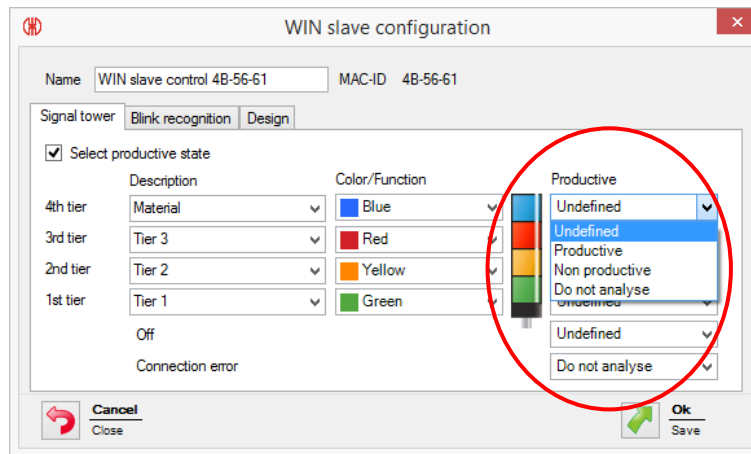 WIN slave configuration
Name WIN slave control 4B-56-61 MAC-ID 4B-56-61
Signal tower Blink recognition Design
Select productive state
Description Color/Function Productive
4th tier Material Blue Undefined
Undefined
3rd tier Tier 3 Red Productive
2nd tier Tier 2 Yellow Non productive
Do not analyse
1st tier Tier 1 Green Undefined
Off Undefined
Connection error Do not analyse
Cancel Ok
Close Save